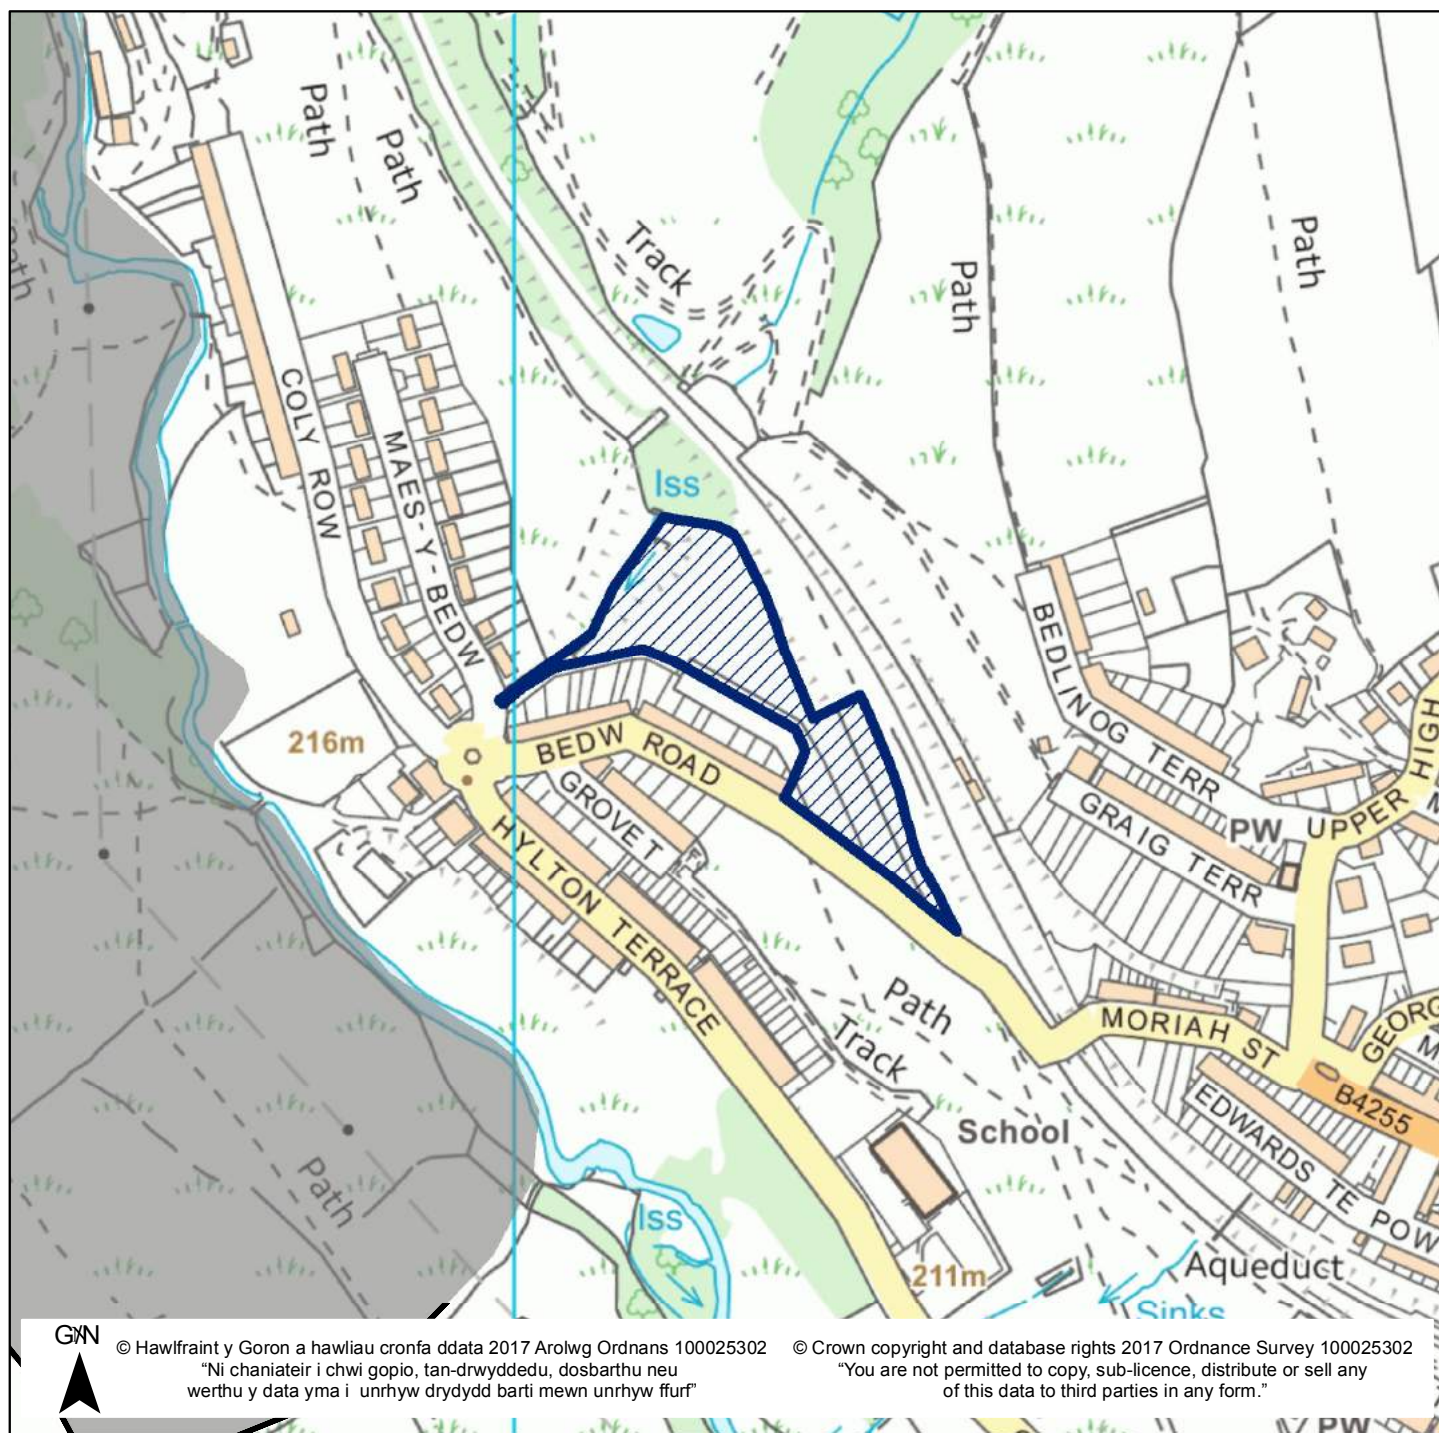 Path
Path
Path
Track
Path
Path
COLY ROW
MAES-Y-BEDW
Iss
BEDLINOG TERR
216m
BEDW ROAD
GROVE T
HYLTON TERRACE
GRAIG TERR
PW
UPPER HIGH
Path
Track
MORIAH ST
GEORG
M
B4255
School
EDWARDS TE
POW
Path
Iss
211m
Aqueduct
Sinks
GN
© Hawlfraint y Goron a hawliau cronfa ddata 2017 Arolwg Ordnans 100025302
“Ni chaniateir i chwi gopio, tan-drwyddedu, dosbarthu neu
werthu y data yma i unrhyw drydydd barti mewn unrhyw ffurf”
© Crown copyright and database rights 2017 Ordnance Survey 100025302
“You are not permitted to copy, sub-licence, distribute or sell any
of this data to third parties in any form.”
PW